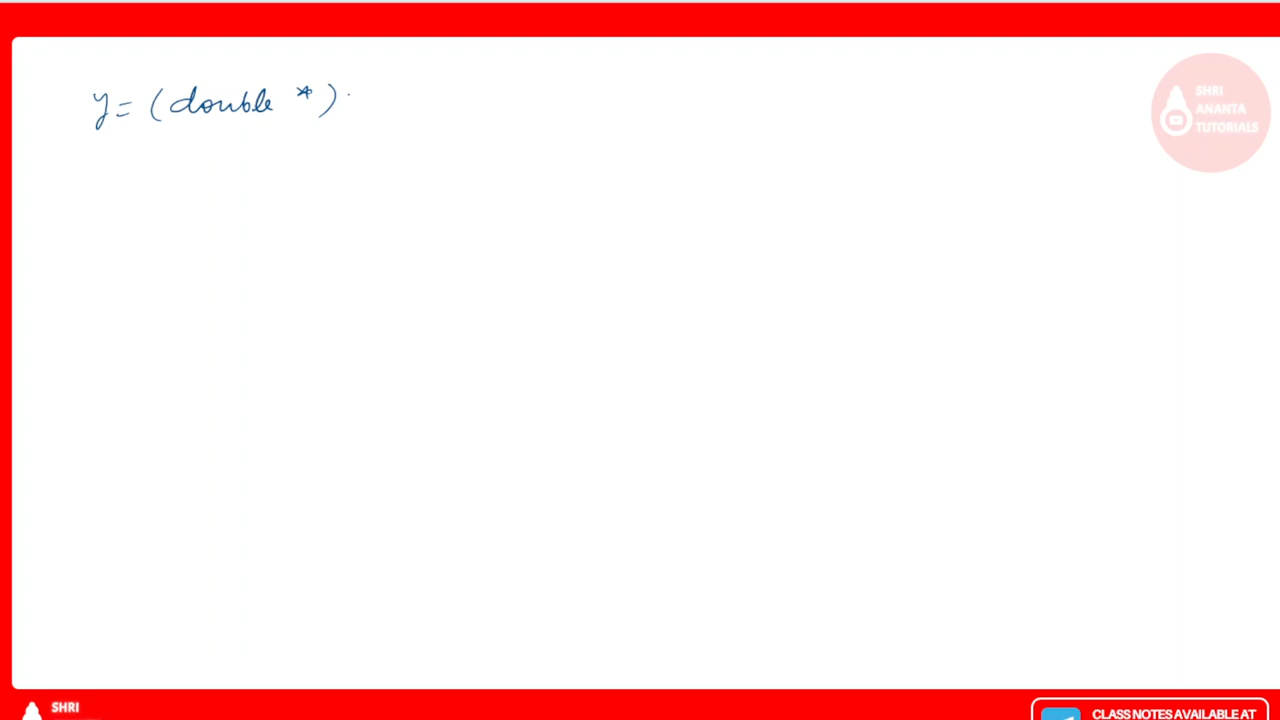 y = (double *)
SHRI
ANANTA
TUTORIALS
SHRI
CLASS NOTES AVAILABLE AT